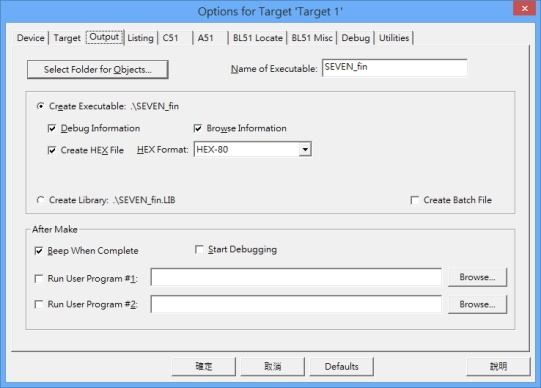 Options for Target 'Target 1'
Device Target Output Listing C51 A51 BL51 Locate BL51 Misc Debug Utilities
Select Folder for Objects... Name of Executable: SEVEN_fin
Create Executable: .\SEVEN_fin
Debug Information Browse Information
Create HEX File HEX Format: HEX-80
Create Library: .\SEVEN_fin.LIB Create Batch File
After Make
Beep When Complete Start Debugging
Run User Program #1: Browse...
Run User Program #2: Browse...
確定 取消 Defaults 說明